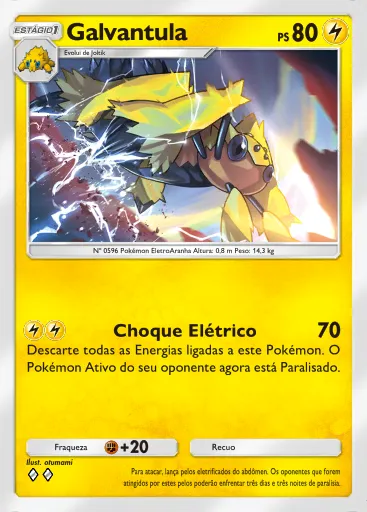 ESTÁGIO 1
Galvantula
PS 80
Evolui de Joltik
N° 0596 Pokémon EletroAranha Altura: 0,8 m Peso: 14,3 kg
Choque Elétrico 70
Descarte todas as Energias ligadas a este Pokémon. O
Pokémon Ativo do seu oponente agora está Paralisado.
Fraqueza +20 Recuo
Ilust. otumami
Para atacar, lança pelos eletrificados do abdômen. Os oponentes que forem
atingidos por estes pelos poderão enfrentar três dias e três noites de paralisia.